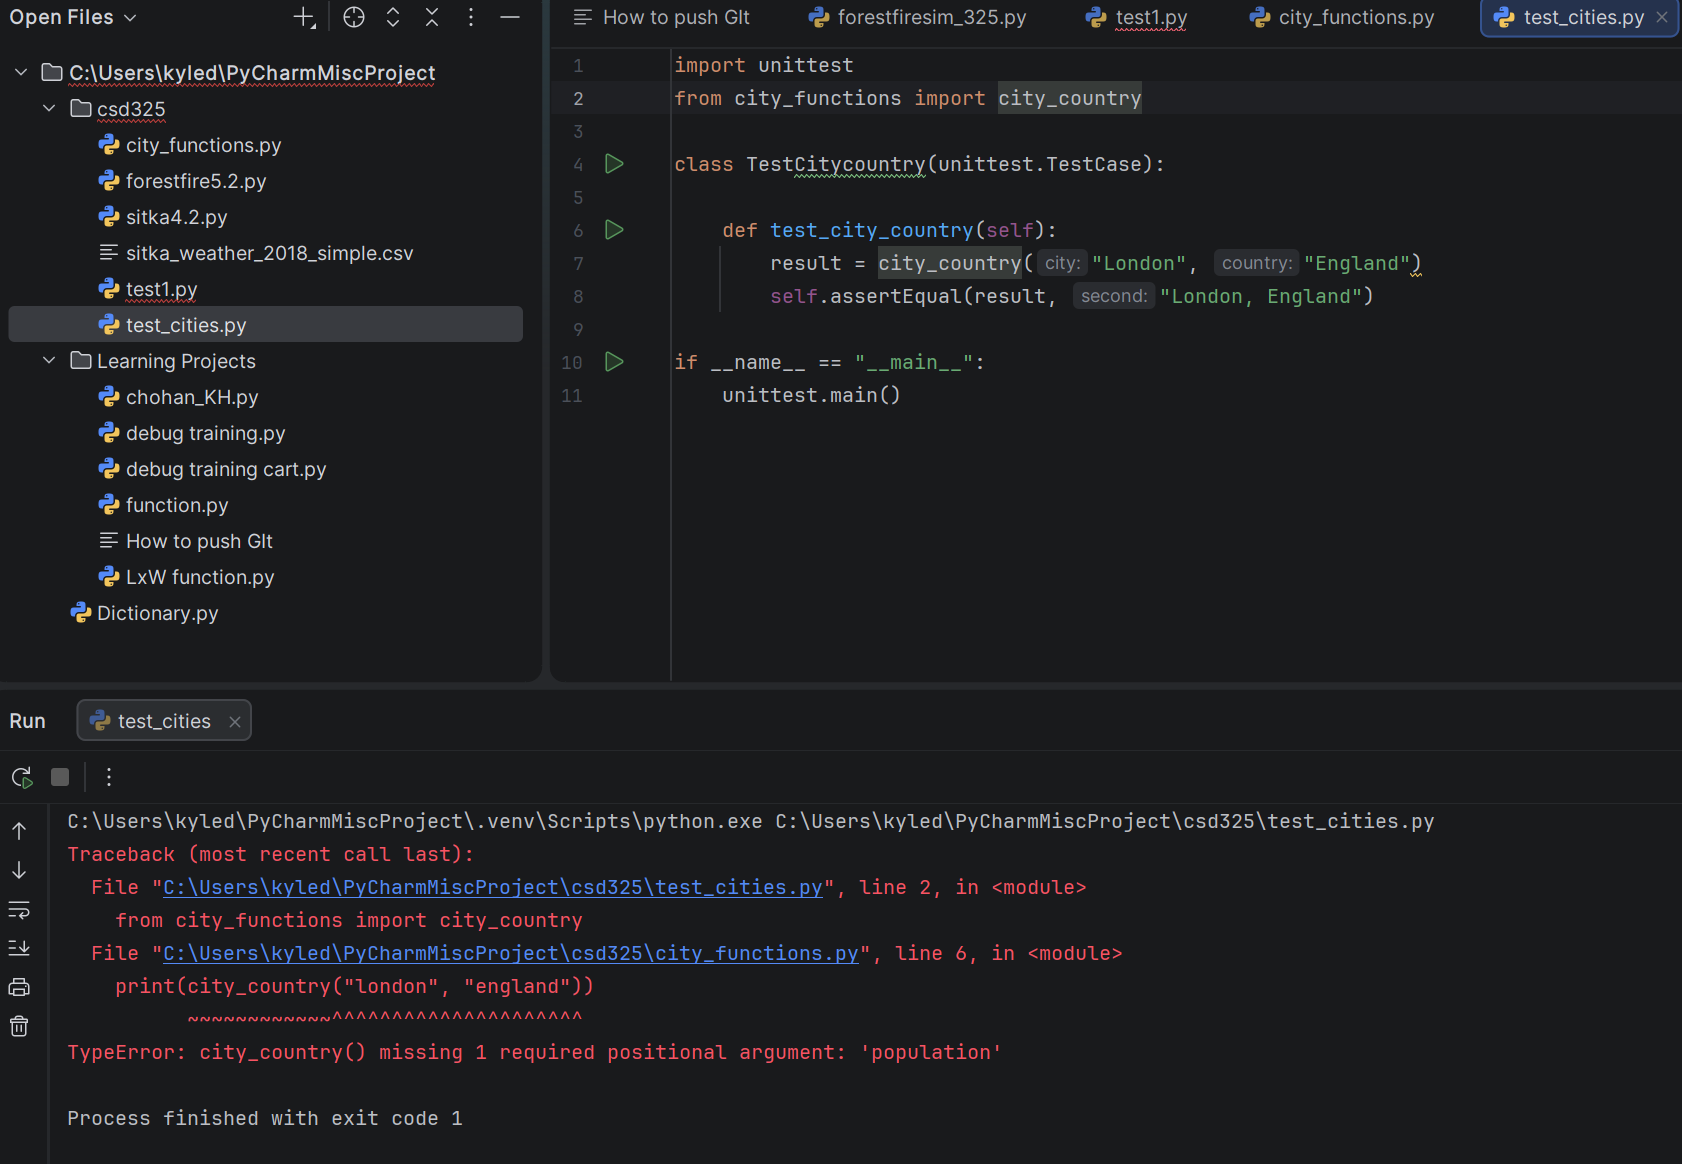 Open Files
C:\Users\kyled\PyCharmMiscProject
csd325
city_functions.py
forestfire5.2.py
sitka4.2.py
sitka_weather_2018_simple.csv
test1.py
test_cities.py
Learning Projects
chohan_KH.py
debug training.py
debug training cart.py
function.py
How to push GIt
LxW function.py
Dictionary.py
How to push GIt
forestfiresim_325.py
test1.py
city_functions.py
test_cities.py
1 import unittest
2 from city_functions import city_country
3
4 class TestCitycountry(unittest.TestCase):
5
6 def test_city_country(self):
7 result = city_country( city: "London", country: "England")
8 self.assertEqual(result, second: "London, England")
9
10 if __name__ == "__main__":
11 unittest.main()
Run
test_cities
C:\Users\kyled\PyCharmMiscProject\.venv\Scripts\python.exe C:\Users\kyled\PyCharmMiscProject\csd325\test_cities.py
Traceback (most recent call last):
File "C:\Users\kyled\PyCharmMiscProject\csd325\test_cities.py", line 2, in <module>
from city_functions import city_country
File "C:\Users\kyled\PyCharmMiscProject\csd325\city_functions.py", line 6, in <module>
print(city_country("london", "england"))
~~~~~~~~~~~~^^^^^^^^^^^^^^^^^^^^^
TypeError: city_country() missing 1 required positional argument: 'population'
Process finished with exit code 1